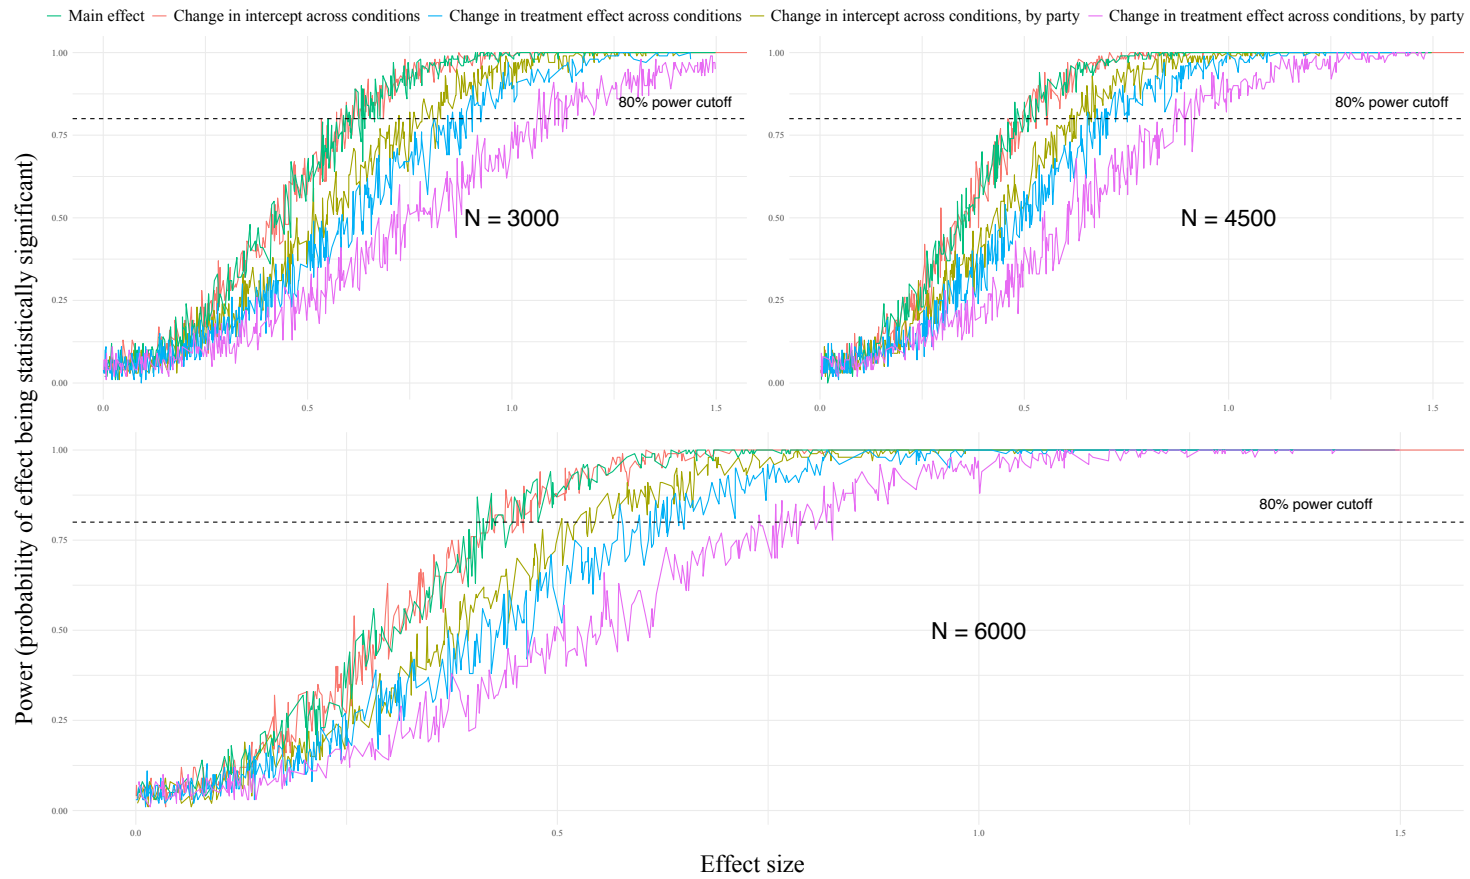 Main effect Change in intercept across conditions Change in treatment effect across conditions Change in intercept across conditions, by party Change in treatment effect across conditions, by party
Power (probability of effect being statistically significant)
1.00
0.75
0.50
0.25
0.00
80% power cutoff
N = 3000
0.0 0.5 1.0 1.5
1.00
0.75
0.50
0.25
0.00
80% power cutoff
N = 4500
0.0 0.5 1.0 1.5
1.00
0.75
0.50
0.25
0.00
80% power cutoff
N = 6000
0.0 0.5 1.0 1.5
Effect size